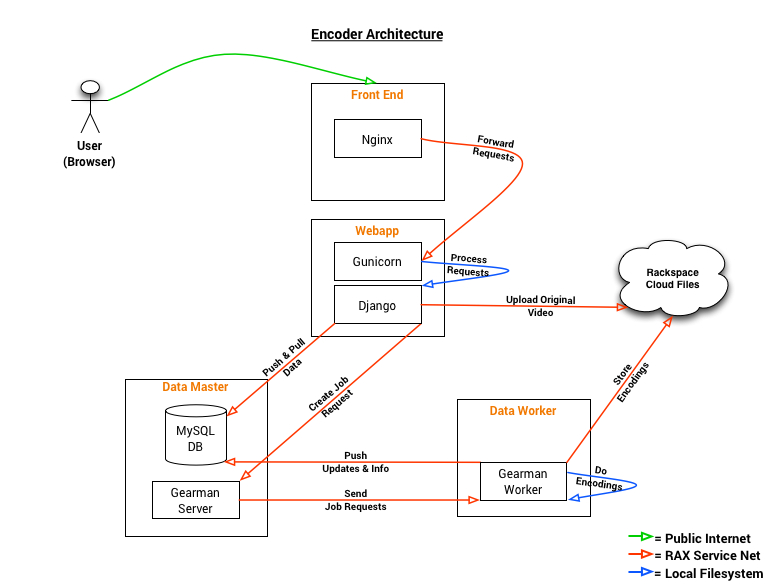 Encoder Architecture
Front End
Nginx
Forward
Requests
User
(Browser)
Webapp
Gunicorn
Process
Requests
Django
Upload Original
Video
Rackspace
Cloud Files
Push & Pull
Data
Create Job
Request
Store
Encodings
Data Master
MySQL
DB
Data Worker
Push
Updates & Info
Gearman
Worker
Do
Encodings
Gearman
Server
Send
Job Requests
= Public Internet
= RAX Service Net
= Local Filesystem